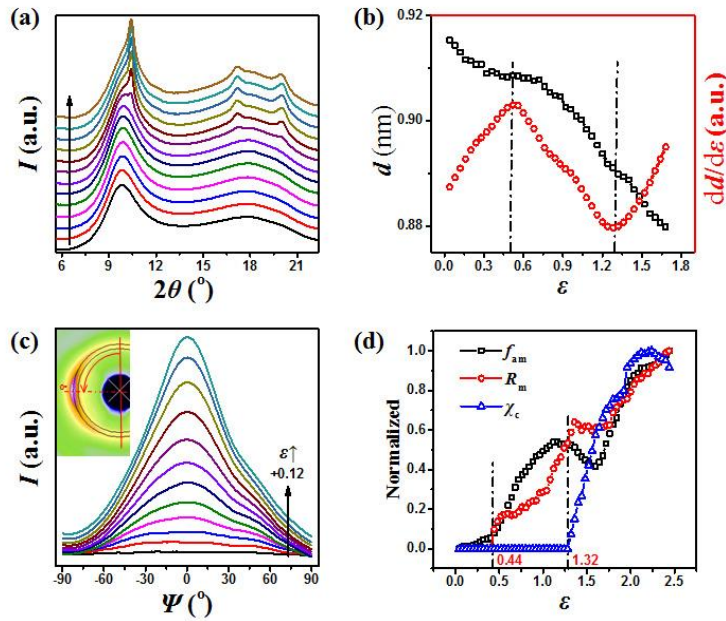 (a)
I (a.u.)
6 9 12 15 18 21
2θ (°)
(b)
0.92
0.90
0.88
d (nm)
dd/dε (a.u.)
0.0 0.3 0.6 0.9 1.2 1.5 1.8
ε
(c)
I (a.u.)
ε↑
+0.12
-90 -60 -30 0 30 60 90
Ψ (°)
(d)
f am
R m
χ c
1.0
0.8
0.6
0.4
0.2
0.0
Normalized
0.44 1.32
0.0 0.5 1.0 1.5 2.0 2.5
ε